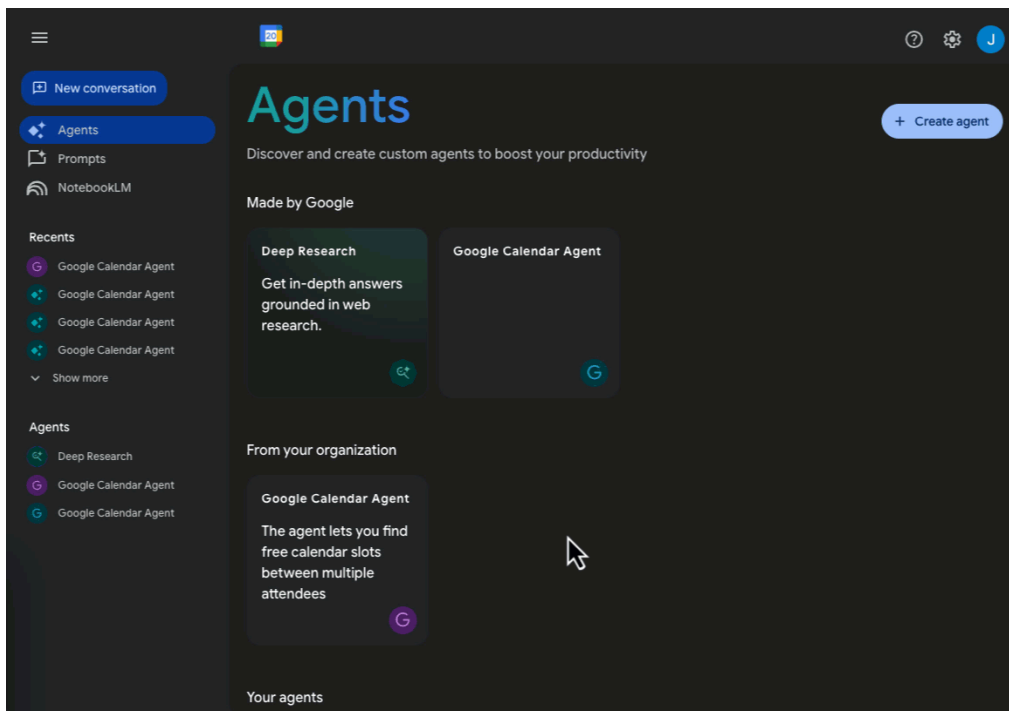 20
J
New conversation
Agents
Prompts
NotebookLM
Recents
Google Calendar Agent
Google Calendar Agent
Google Calendar Agent
Google Calendar Agent
Show more
Agents
Deep Research
Google Calendar Agent
Google Calendar Agent
Agents
+ Create agent
Discover and create custom agents to boost your productivity
Made by Google
Deep Research
Get in-depth answers
grounded in web
research.
Google Calendar Agent
G
From your organization
Google Calendar Agent
The agent lets you find
free calendar slots
between multiple
attendees
G
Your agents